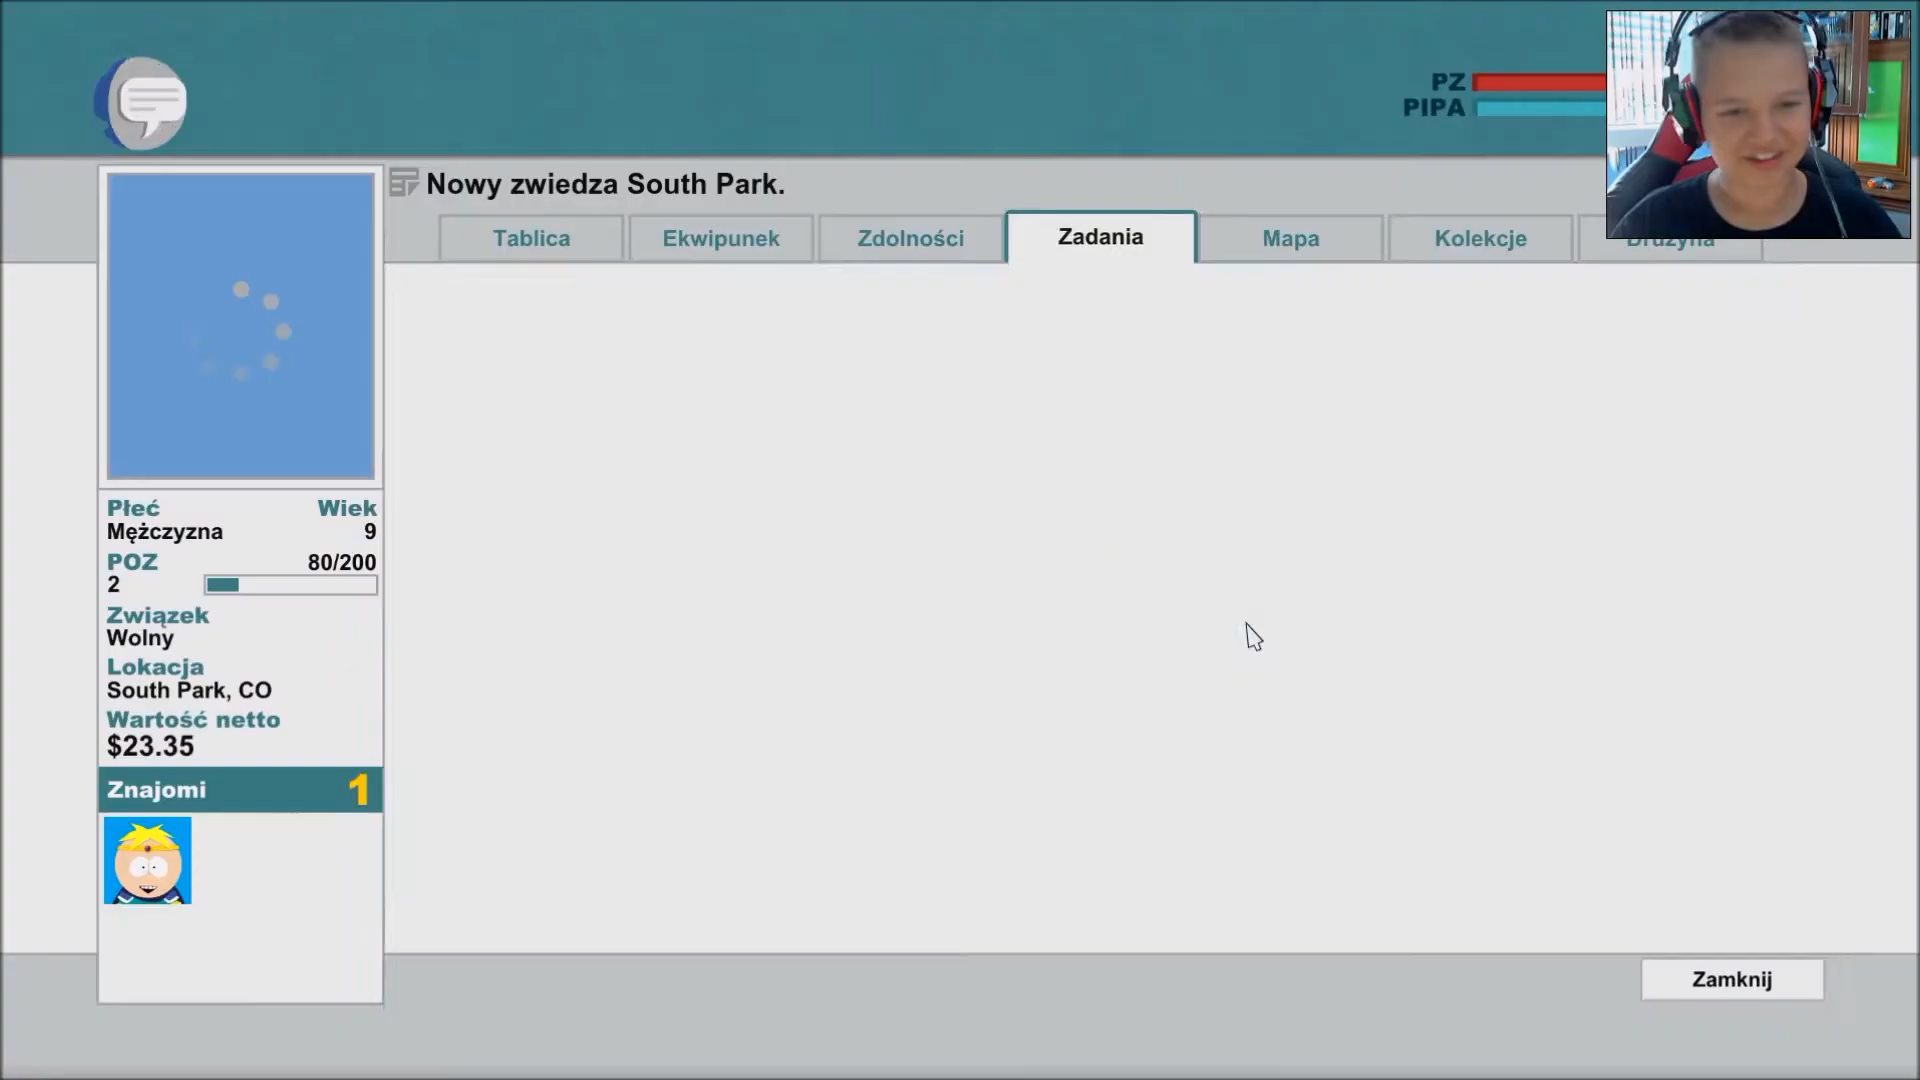 PZ
PIPA
Nowy zwiedza South Park.
Tablica
Ekwipunek
Zdolności
Zadania
Mapa
Kolekcje
Drużyna
Płeć
Wiek
Mężczyzna
9
POZ
80/200
2
Związek
Wolny
Lokacja
South Park, CO
Wartość netto
$23.35
Znajomi
1
Zamknij